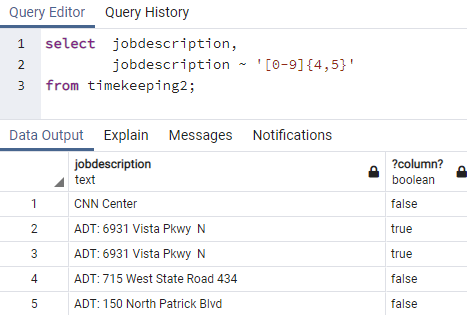 Query Editor Query History
1 select  jobdescription,
2 jobdescription ~ '[0-9]{4,5}'
3 from timekeeping2;
Data Output Explain Messages Notifications
jobdescription ?column?
text boolean
1 CNN Center false
2 ADT: 6931 Vista Pkwy  N true
3 ADT: 6931 Vista Pkwy  N true
4 ADT: 715 West State Road 434 false
5 ADT: 150 North Patrick Blvd false